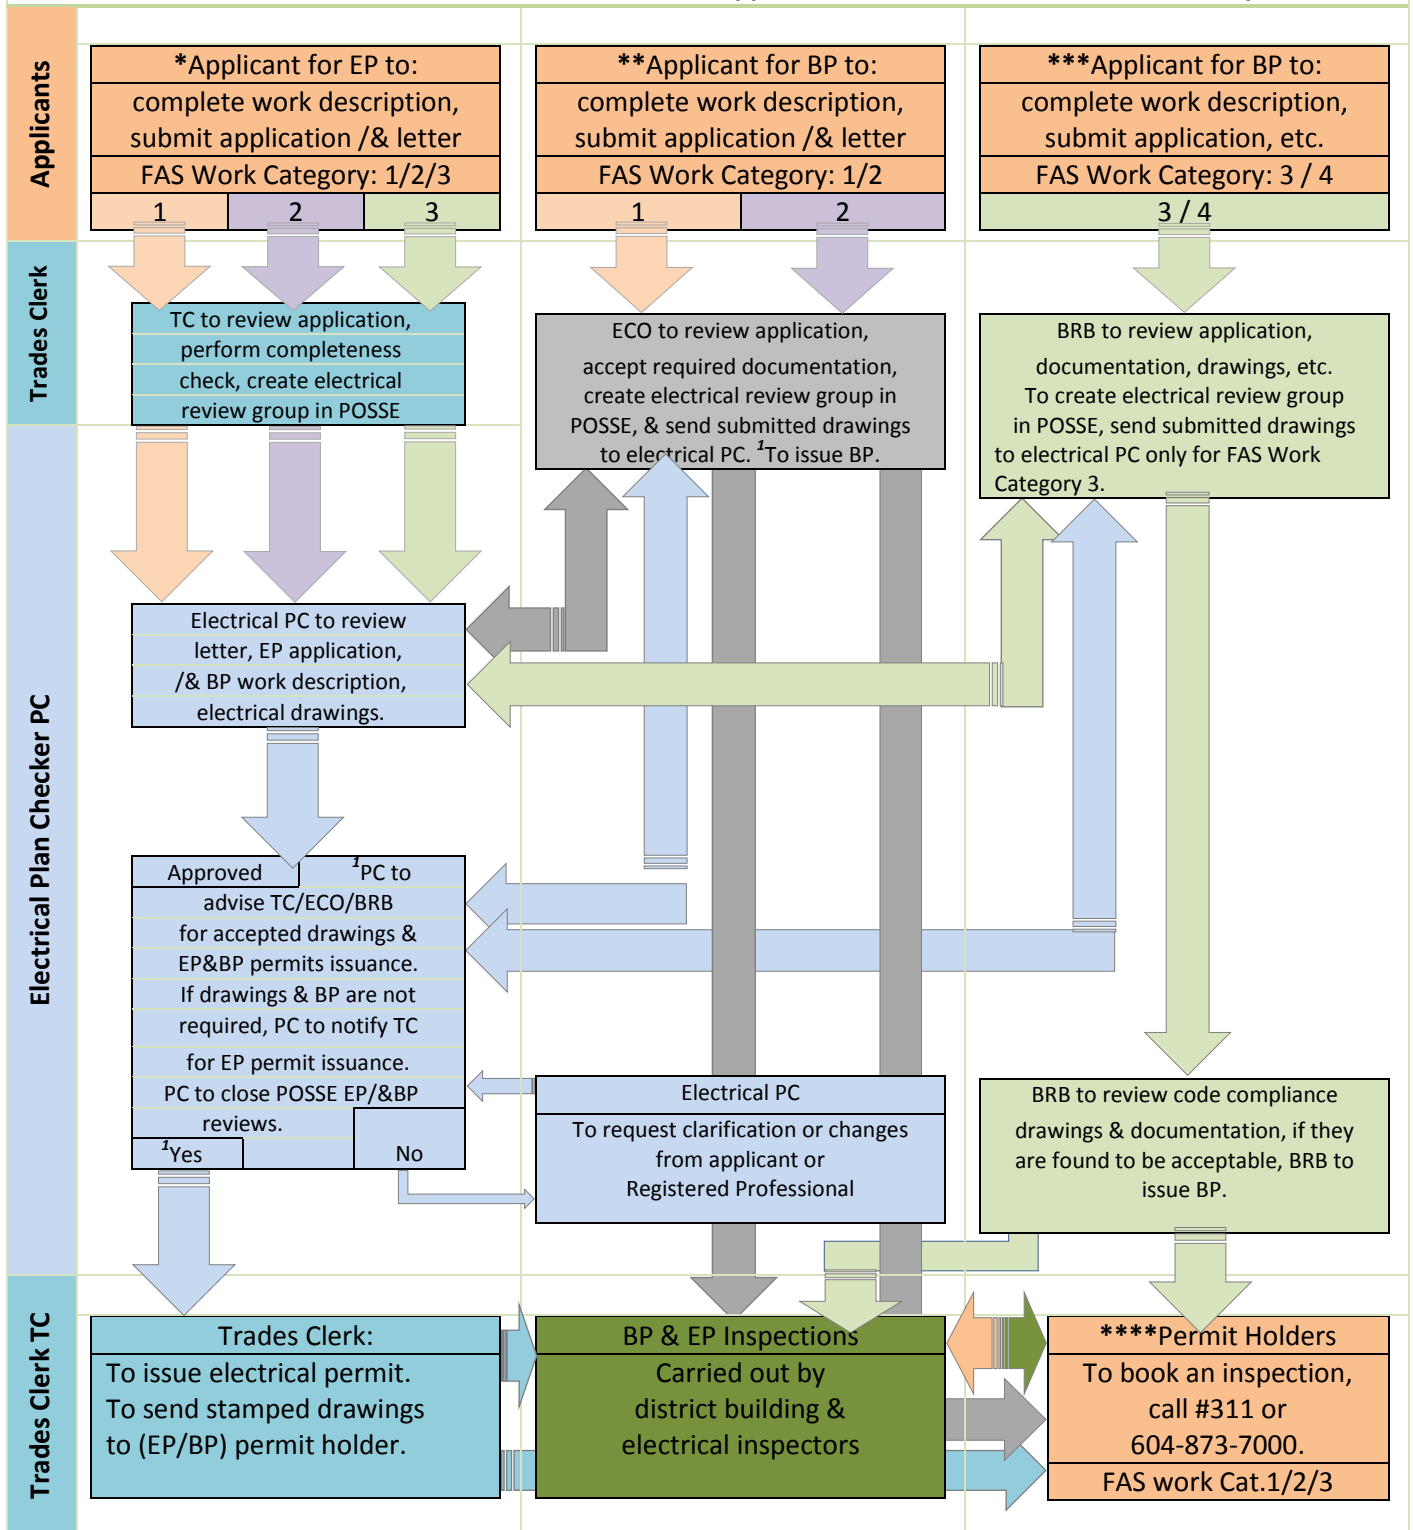 Applicants
*Applicant for EP to:
complete work description,
submit application /& letter
FAS Work Category: 1/2/3
1 2 3
**Applicant for BP to:
complete work description,
submit application /& letter
FAS Work Category: 1/2
1 2
***Applicant for BP to:
complete work description,
submit application, etc.
FAS Work Category: 3 / 4
3 / 4
Trades Clerk
TC to review application,
perform completeness
check, create electrical
review group in POSSE
ECO to review application,
accept required documentation,
create electrical review group in
POSSE, & send submitted drawings
to electrical PC. ¹To issue BP.
BRB to review application,
documentation, drawings, etc.
To create electrical review group
in POSSE, send submitted drawings
to electrical PC only for FAS Work
Category 3.
Electrical Plan Checker PC
Electrical PC to review
letter, EP application,
/& BP work description,
electrical drawings.
Approved ¹PC to
advise TC/ECO/BRB
for accepted drawings &
EP&BP permits issuance.
If drawings & BP are not
required, PC to notify TC
for EP permit issuance.
PC to close POSSE EP/&BP
reviews.
¹Yes No
Electrical PC
To request clarification or changes
from applicant or
Registered Professional
BRB to review code compliance
drawings & documentation, if they
are found to be acceptable, BRB to
issue BP.
Trades Clerk TC
Trades Clerk:
To issue electrical permit.
To send stamped drawings
to (EP/BP) permit holder.
BP & EP Inspections
Carried out by
district building &
electrical inspectors
****Permit Holders
To book an inspection,
call #311 or
604-873-7000.
FAS work Cat.1/2/3